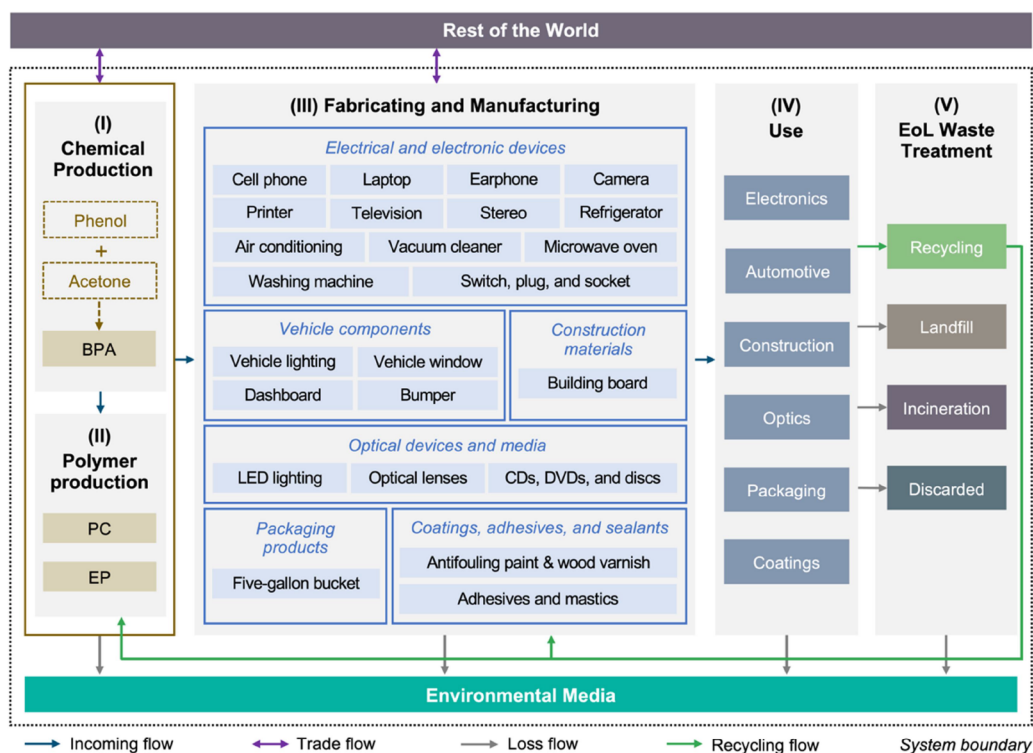 Rest of the World
(I)
Chemical
Production
Phenol
+
Acetone
BPA
(II)
Polymer
production
PC
EP
(III) Fabricating and Manufacturing
Electrical and electronic devices
Cell phone Laptop Earphone Camera
Printer Television Stereo Refrigerator
Air conditioning Vacuum cleaner Microwave oven
Washing machine Switch, plug, and socket
Vehicle components
Vehicle lighting Vehicle window
Dashboard Bumper
Construction
materials
Building board
Optical devices and media
LED lighting Optical lenses CDs, DVDs, and discs
Packaging
products
Five-gallon bucket
Coatings, adhesives, and sealants
Antifouling paint & wood varnish
Adhesives and mastics
(IV)
Use
Electronics
Automotive
Construction
Optics
Packaging
Coatings
(V)
EoL Waste
Treatment
Recycling
Landfill
Incineration
Discarded
Environmental Media
Incoming flow Trade flow Loss flow Recycling flow System boundary